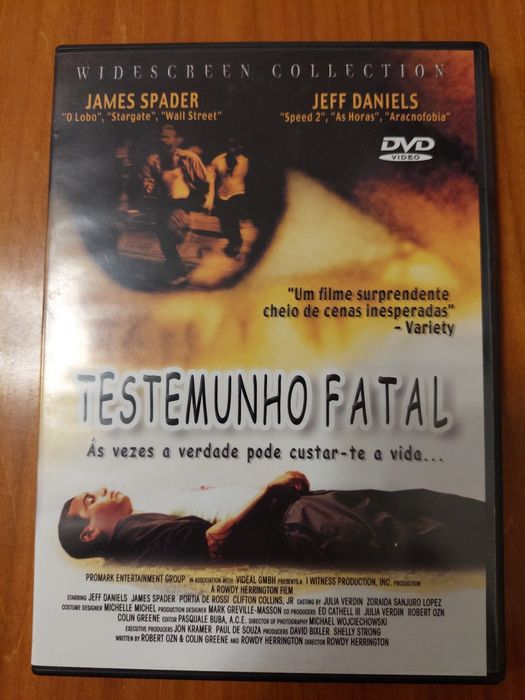 WIDESCREEN COLLECTION
JAMES SPADER
"O Lobo", "Stargate", "Wall Street"
JEFF DANIELS
"Speed 2", "As Horas", "Aracnofobia"
DVD
VIDEO
"Um filme surprendente
cheio de cenas inesperadas"
- Variety
TESTEMUNHO FATAL
Ás vezes a verdade pode custar-te a vida...
PROMARK ENTERTAINMENT GROUP IN ASSOCIATION WITH VIDÉAL GMBH PRESENTS A I WITNESS PRODUCTION, INC. PRODUCTION
A ROWDY HERRINGTON FILM
STARRING JEFF DANIELS JAMES SPADER PORTIA DE ROSSI CLIFTON COLLINS, JR CASTING BY JULIA VERDIN ZORAIDA SANJURO LOPEZ
COSTUME DESIGNER MICHELLE MICHEL PRODUCTION DESIGNER MARK GREVILLE-MASSON CO PRODUCERS ED CATHELL III JULIA VERDIN ROBERT OZN
COLIN GREENE EDITOR PASQUALE BUBA, A.C.E. DIRECTOR OF PHOTOGRAPHY MICHAEL WOJCIECHOWSKI
EXECUTIVE PRODUCERS JON KRAMER PAUL DE SOUZA PRODUCERS DAVID BIXLER SHELLY STRONG
WRITTEN BY ROBERT OZN & COLIN GREENE AND ROWDY HERRINGTON DIRECTOR ROWDY HERRINGTON